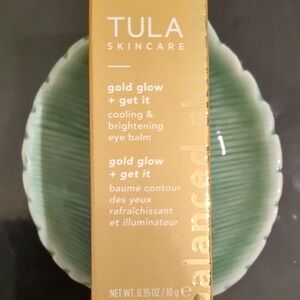 TULA
SKINCARE
gold glow
+ get it
cooling &
brightening
eye balm
gold glow
+ get it
baume contour
des yeux
rafraîchissant
et illuminateur
NET WT. 0.35 OZ / 10 g e
balanced